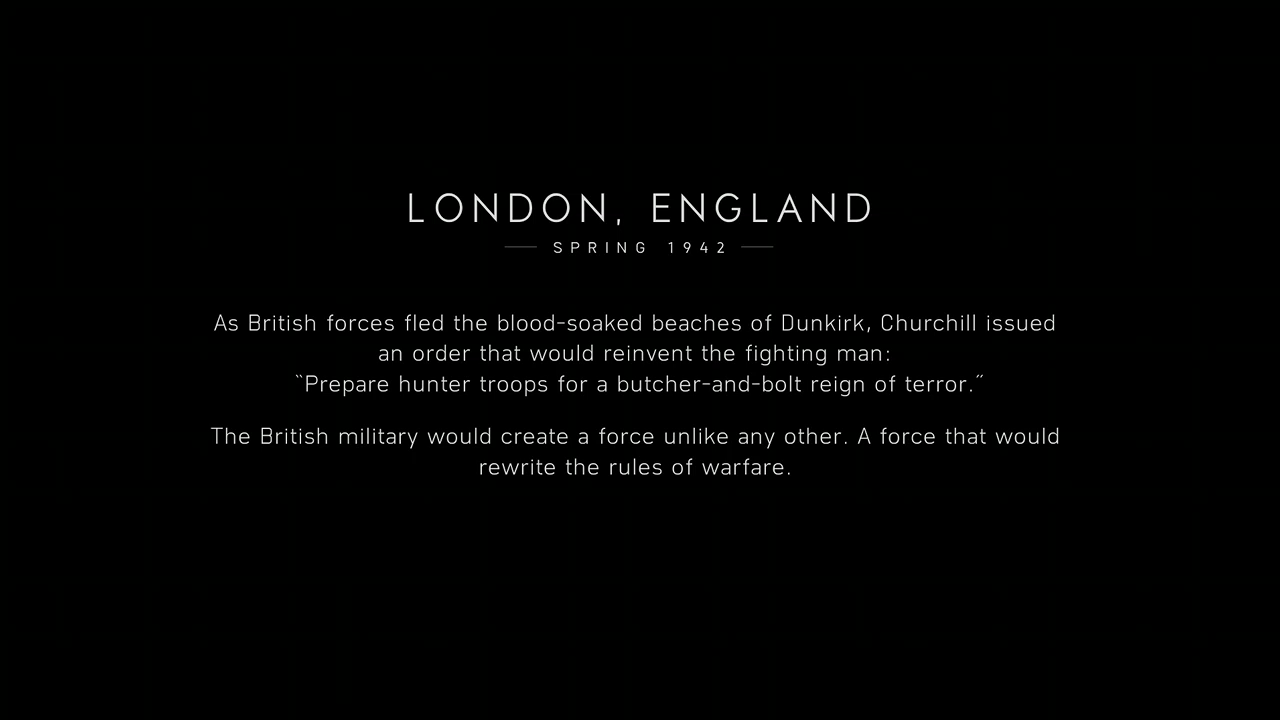 LONDON, ENGLAND
SPRING 1942
As British forces fled the blood-soaked beaches of Dunkirk, Churchill issued
an order that would reinvent the fighting man:
“Prepare hunter troops for a butcher-and-bolt reign of terror.”
The British military would create a force unlike any other. A force that would
rewrite the rules of warfare.